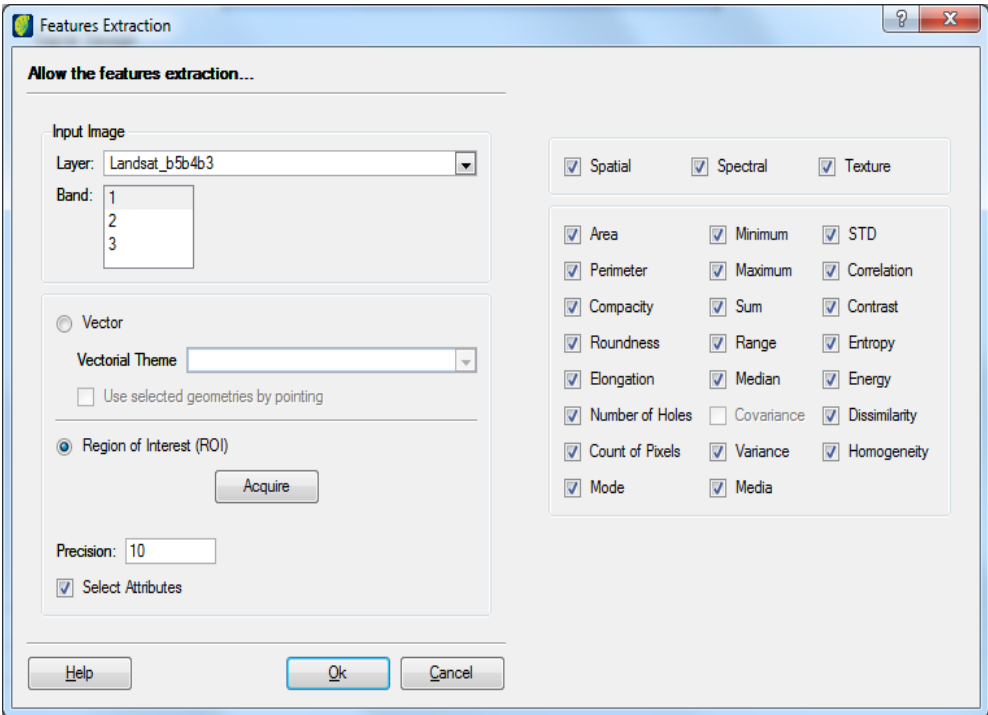 Features Extraction
Allow the features extraction...
Input Image
Layer: Landsat_b5b4b3
Band: 1
2
3
Vector
Vectorial Theme
Use selected geometries by pointing
Region of Interest (ROI)
Acquire
Precision: 10
Select Attributes
Help Ok Cancel
Spatial Spectral Texture
Area Minimum STD
Perimeter Maximum Correlation
Compacity Sum Contrast
Roundness Range Entropy
Elongation Median Energy
Number of Holes Covariance Dissimilarity
Count of Pixels Variance Homogeneity
Mode Media